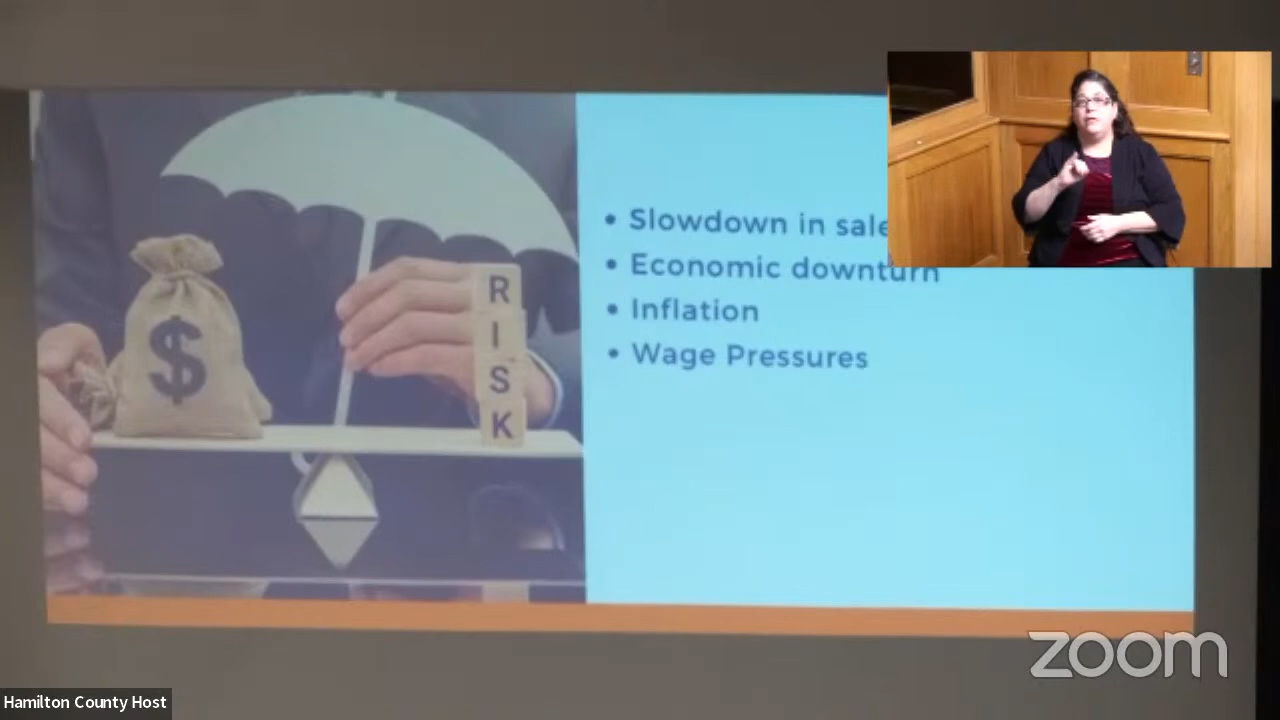 • Slowdown in sale
• Economic downturn
• Inflation
• Wage Pressures
$
R
I
S
K
zoom
Hamilton County Host